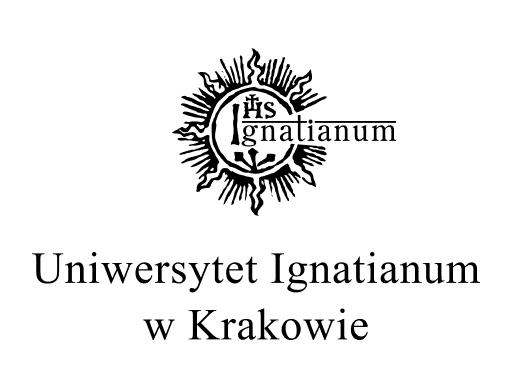 IHS
Ignatianum
Uniwersytet Ignatianum
w Krakowie